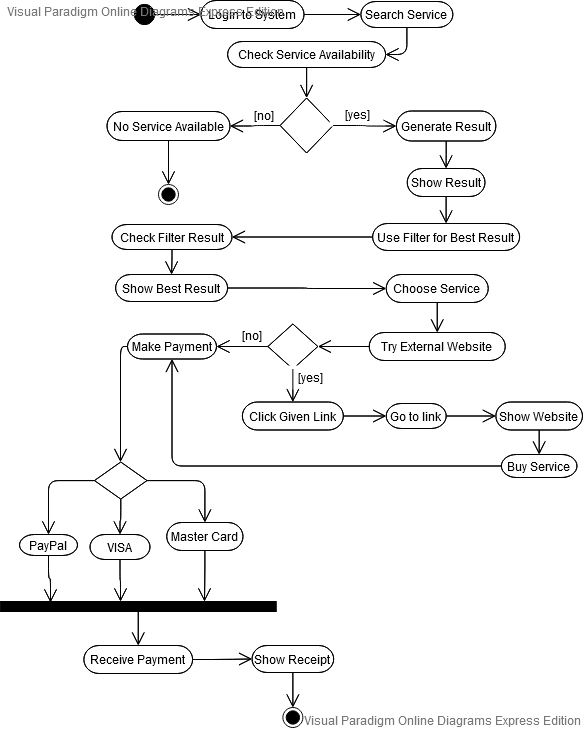 Visual Paradigm Online Diagrams Express Edition
Login to System
Search Service
Check Service Availability
[no]
[yes]
No Service Available
Generate Result
Show Result
Check Filter Result
Use Filter for Best Result
Show Best Result
Choose Service
[no]
Make Payment
Try External Website
[yes]
Click Given Link
Go to link
Show Website
Buy Service
Master Card
PayPal
VISA
Receive Payment
Show Receipt
Visual Paradigm Online Diagrams Express Edition